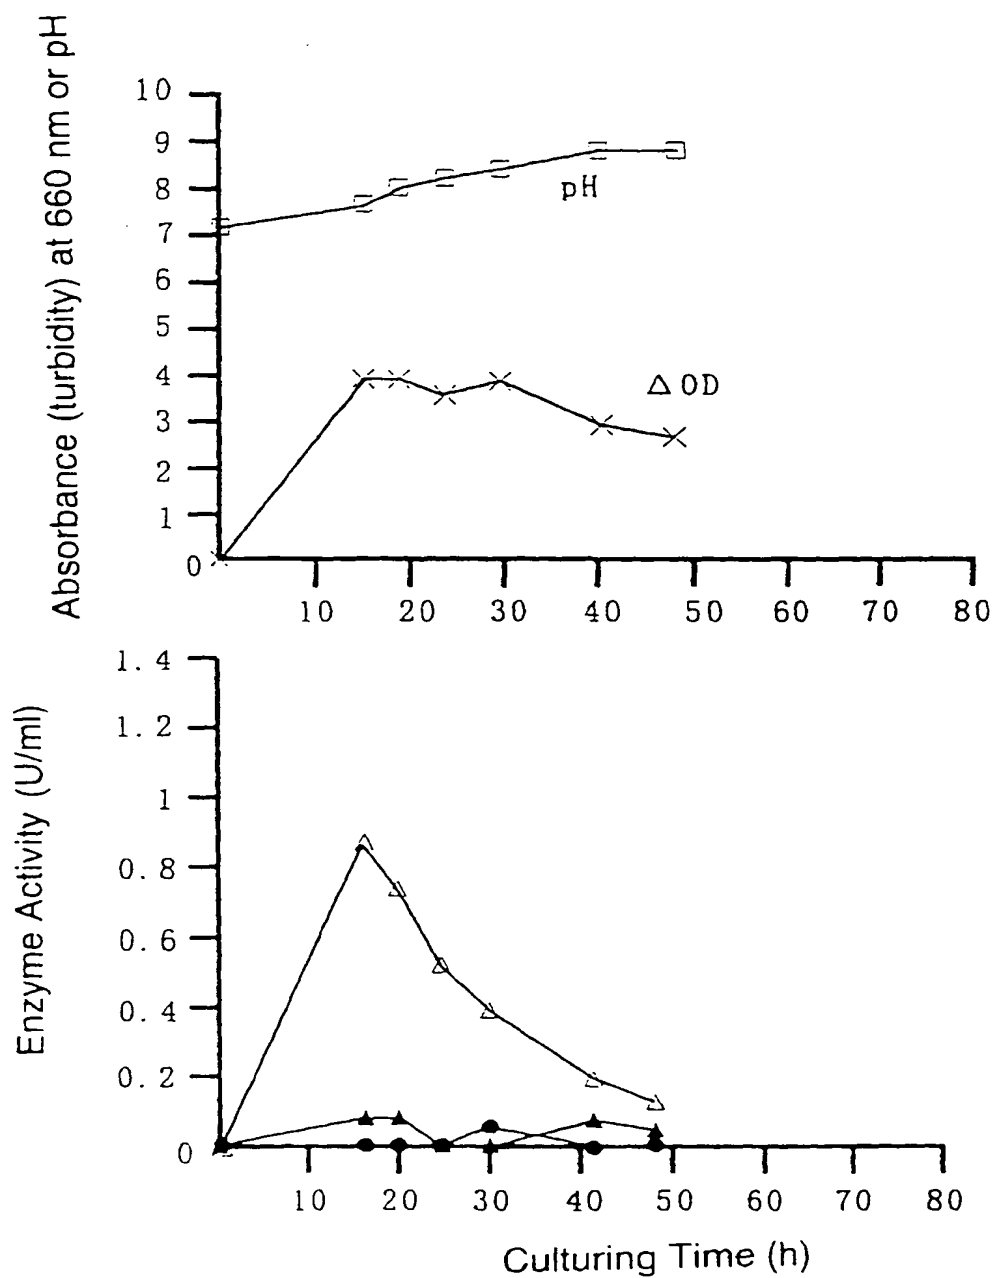 Absorbance (turbidity) at 660 nm or pH
10
9
8
7
6
5
4
3
2
1
0
pH
△ OD
10 20 30 40 50 60 70 80
Enzyme Activity (U/ml)
1.4
1.2
1
0.8
0.6
0.4
0.2
0
10 20 30 40 50 60 70 80
Culturing Time (h)